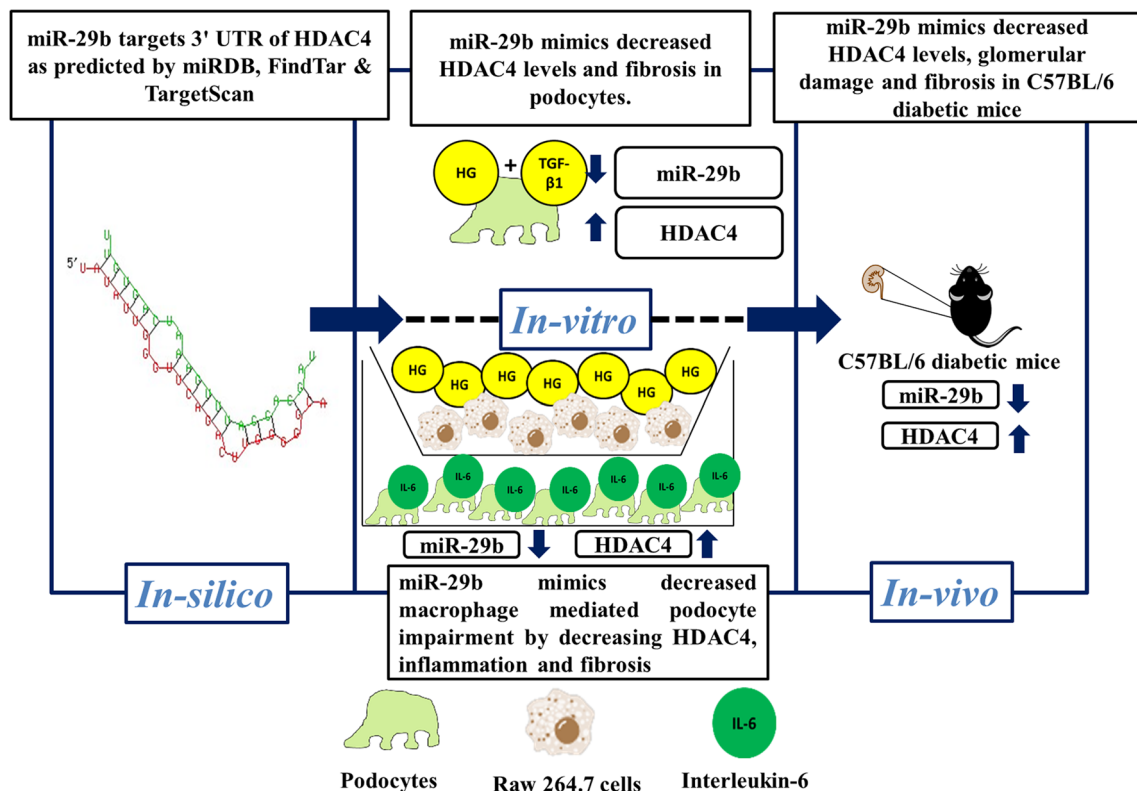 miR-29b targets 3' UTR of HDAC4
as predicted by miRDB, FindTar &
TargetScan
miR-29b mimics decreased
HDAC4 levels and fibrosis in
podocytes.
miR-29b mimics decreased
HDAC4 levels, glomerular
damage and fibrosis in C57BL/6
diabetic mice
HG
+
TGF-
β1
miR-29b
HDAC4
5'
In-vitro
HG
HG
HG
HG
HG
HG
HG
C57BL/6 diabetic mice
miR-29b
HDAC4
IL-6
IL-6
IL-6
IL-6
IL-6
IL-6
IL-6
miR-29b
HDAC4
In-silico
miR-29b mimics decreased
macrophage mediated podocyte
impairment by decreasing HDAC4,
inflammation and fibrosis
In-vivo
IL-6
Podocytes
Raw 264.7 cells
Interleukin-6